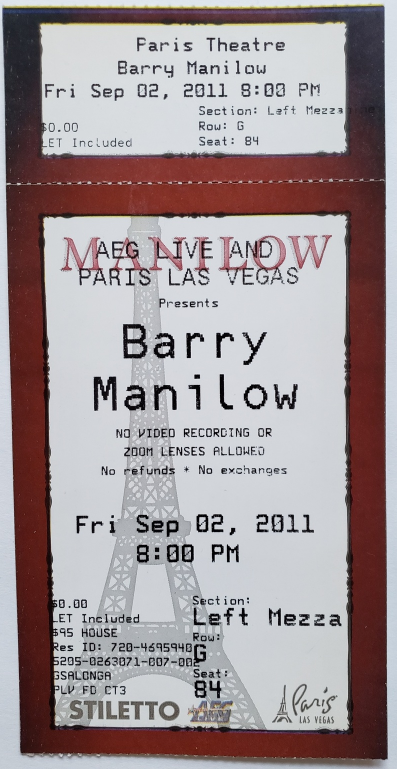 Paris Theatre
Barry Manilow
Fri Sep 02, 2011 8:00 PM
Section: Left Mezza
$0.00 Row: G
LET Included Seat: 84
MANILOW
AEG LIVE AND
PARIS LAS VEGAS
Presents
Barry
Manilow
NO VIDEO RECORDING OR
ZOOM LENSES ALLOWED
No refunds * No exchanges
Fri Sep 02, 2011
8:00 PM
$0.00
LET Included
$95 HOUSE
Res ID: 720-4695940
5205-0263071-007-002
GSALONGA
PLV FD CT3
Section:
Left Mezza
Row:
G
Seat:
84
STILETTO
AEG LIVE
Paris
LAS VEGAS